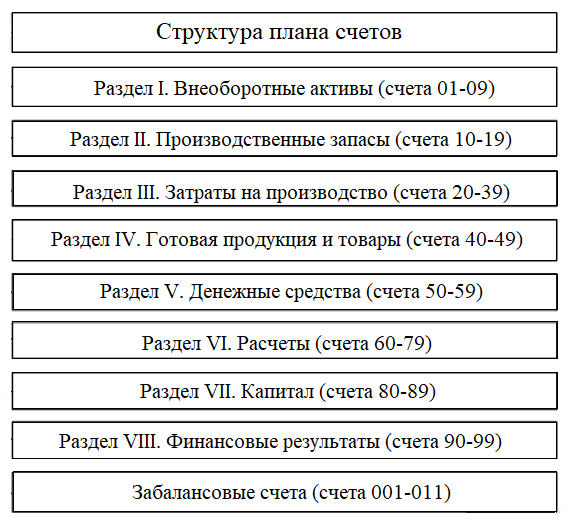 Структура плана счетов
Раздел I. Внеоборотные активы (счета 01-09)
Раздел II. Производственные запасы (счета 10-19)
Раздел III. Затраты на производство (счета 20-39)
Раздел IV. Готовая продукция и товары (счета 40-49)
Раздел V. Денежные средства (счета 50-59)
Раздел VI. Расчеты (счета 60-79)
Раздел VII. Капитал (счета 80-89)
Раздел VIII. Финансовые результаты (счета 90-99)
Забалансовые счета (счета 001-011)